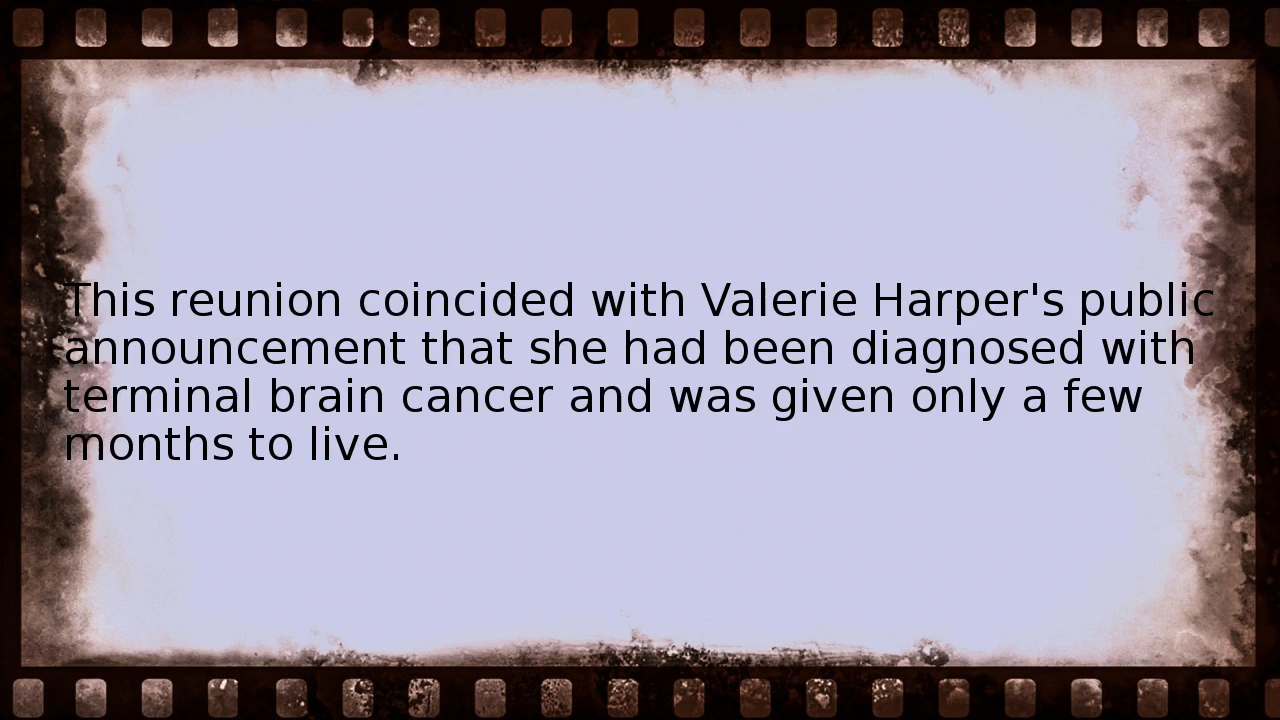 This reunion coincided with Valerie Harper's public
announcement that she had been diagnosed with
terminal brain cancer and was given only a few
months to live.